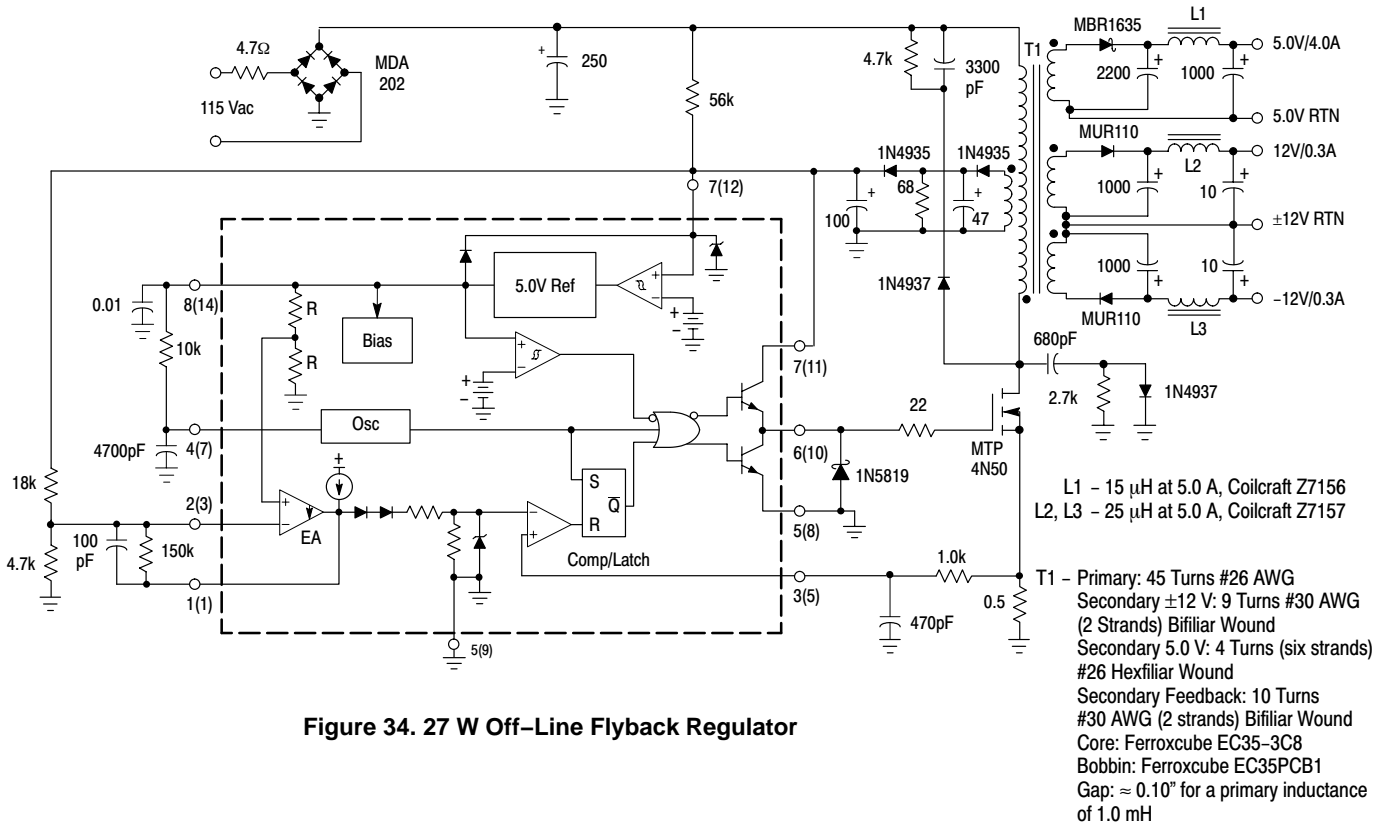 4.7Ω
MDA
202
115 Vac
+
250
56k
4.7k
3300
pF
T1
MBR1635
L1
+
2200
+
1000
5.0V/4.0A
5.0V RTN
MUR110
L2
+
1000
+
10
12V/0.3A
±12V RTN
1000
+
10
+
MUR110
L3
−12V/0.3A
1N4935
1N4935
68
+
100
+
47
7(12)
1N4937
680pF
2.7k
1N4937
0.01
8(14)
R
R
Bias
5.0V Ref
+
−
+
−
+
−
+
−
7(11)
10k
4700pF
4(7)
Osc
22
6(10)
MTP
4N50
1N5819
18k
2(3)
+
−
EA
+
S
Q
R
−
+
Comp/Latch
5(8)
100
pF
150k
4.7k
1(1)
1.0k
3(5)
470pF
0.5
5(9)
L1 − 15 μH at 5.0 A, Coilcraft Z7156
L2, L3 − 25 μH at 5.0 A, Coilcraft Z7157
T1 − Primary: 45 Turns #26 AWG
Secondary ±12 V: 9 Turns #30 AWG
(2 Strands) Bifiliar Wound
Secondary 5.0 V: 4 Turns (six strands)
#26 Hexfiliar Wound
Secondary Feedback: 10 Turns
#30 AWG (2 strands) Bifiliar Wound
Core: Ferroxcube EC35−3C8
Bobbin: Ferroxcube EC35PCB1
Gap: ≈ 0.10" for a primary inductance
of 1.0 mH
Figure 34. 27 W Off−Line Flyback Regulator